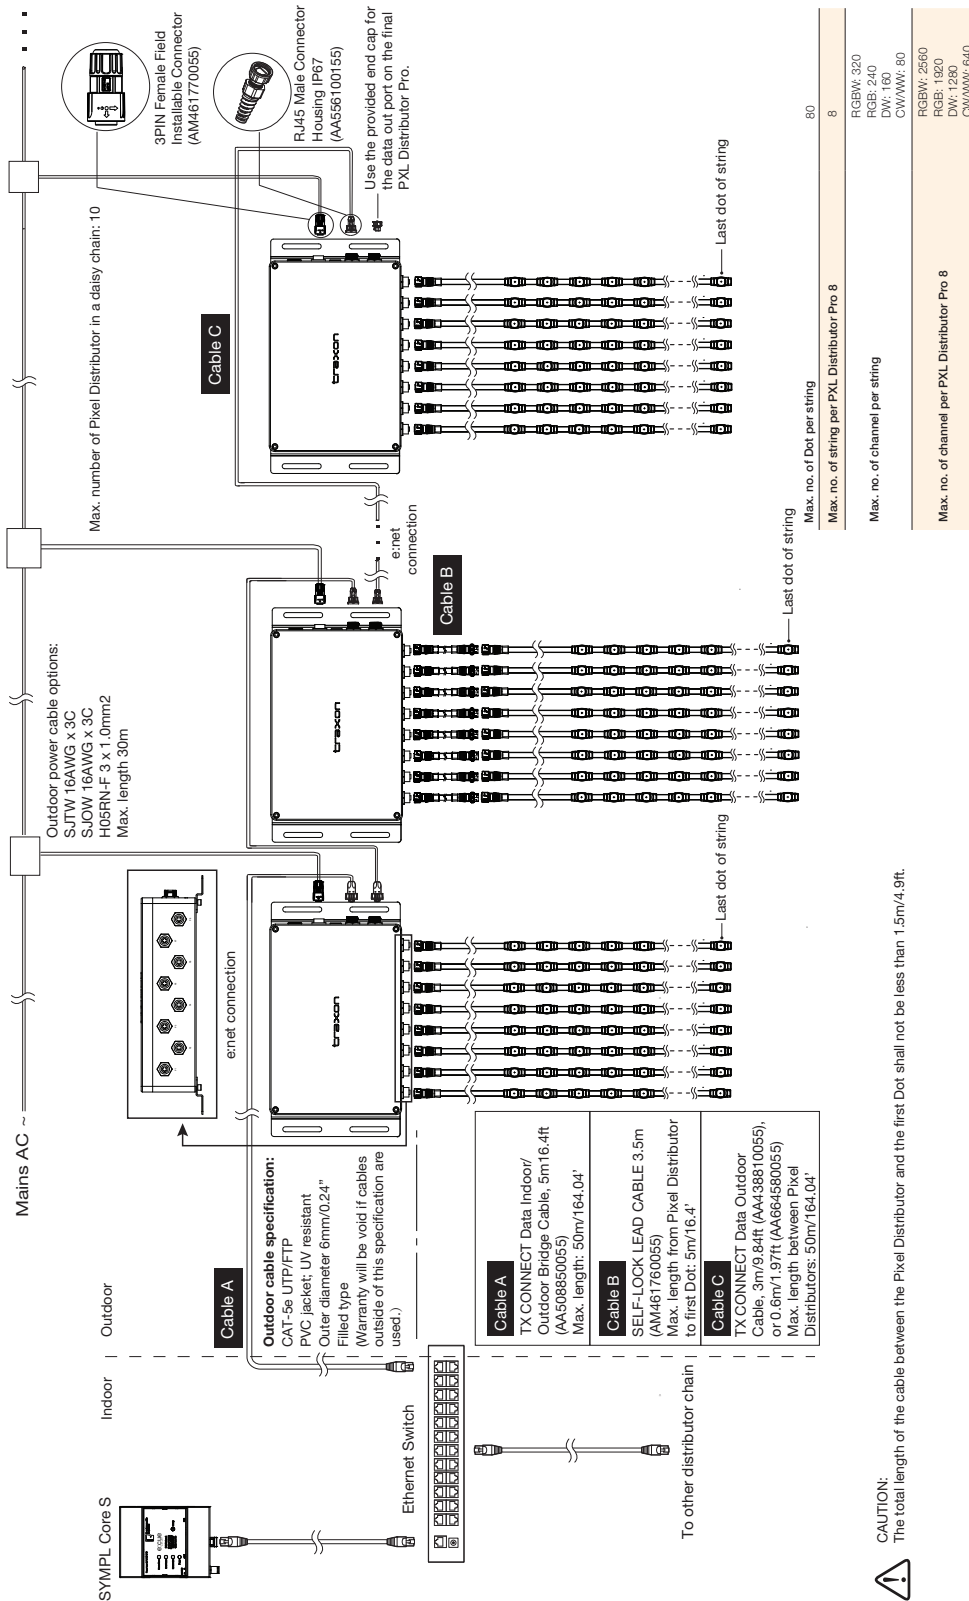 Mains AC ~
Outdoor power cable options:
SJTW 16AWG x 3C
SJOW 16AWG x 3C
H05RN-F 3 x 1.0mm2
Max. length 30m
Max. number of Pixel Distributor in a daisy chain: 10
3PIN Female Field
Installable Connector
(AM461770055)
RJ45 Male Connector
Housing IP67
(AA556100155)
Use the provided end cap for
the data out port on the final
PXL Distributor Pro.
SYMPL Core S
e:cue
Indoor
Outdoor
Cable A
Outdoor cable specification:
CAT-5e UTP/FTP
PVC jacket; UV resistant
Outer diameter 6mm/0.24”
Filled type
(Warranty will be void if cables
outside of this specification are
used.)
e:net connection
traxon
traxon
traxon
e:net
connection
Cable B
Cable C
Last dot of string
Last dot of string
Last dot of string
Ethernet Switch
To other distributor chain
Cable A
TX CONNECT Data Indoor/
Outdoor Bridge Cable, 5m16.4ft
(AA508850055)
Max. length: 50m/164.04’
Cable B
SELF-LOCK LEAD CABLE 3.5m
(AM461760055)
Max. length from Pixel Distributor
to first Dot: 5m/16.4’
Cable C
TX CONNECT Data Outdoor
Cable, 3m/9.84ft (AA438810055),
or 0.6m/1.97ft (AA664580055)
Max. length between Pixel
Distributors: 50m/164.04’
Max. no. of Dot per string 80
Max. no. of string per PXL Distributor Pro 8 8
Max. no. of channel per string
RGBW: 320
RGB: 240
DW: 160
CW/WW: 80
Max. no. of channel per PXL Distributor Pro 8
RGBW: 2560
RGB: 1920
DW: 1280
CW/WW: 640
CAUTION:
The total length of the cable between the Pixel Distributor and the first Dot shall not be less than 1.5m/4.9ft.